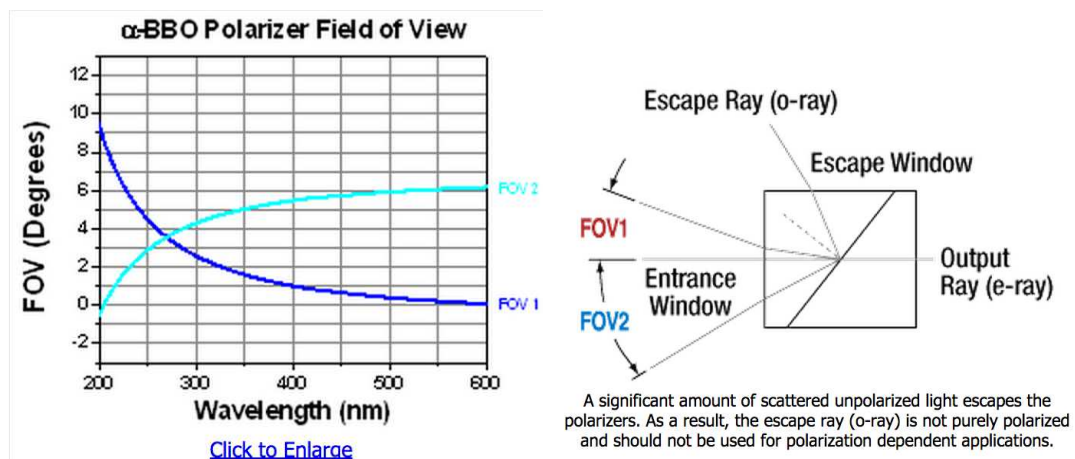 α-BBO Polarizer Field of View
FOV (Degrees)
12
10
8
6
4
2
0
-2
FOV 2
FOV 1
200 300 400 500 600
Wavelength (nm)
Click to Enlarge
Escape Ray (o-ray)
Escape Window
FOV1
Entrance
Window
FOV2
Output
Ray (e-ray)
A significant amount of scattered unpolarized light escapes the
polarizers. As a result, the escape ray (o-ray) is not purely polarized
and should not be used for polarization dependent applications.